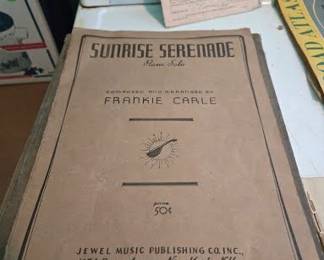 SUNRISE SERENADE
Piano Solo
COMPOSED AND ARRANGED BY
FRANKIE CARLE
price
50¢
JEWEL MUSIC PUBLISHING CO. INC.,